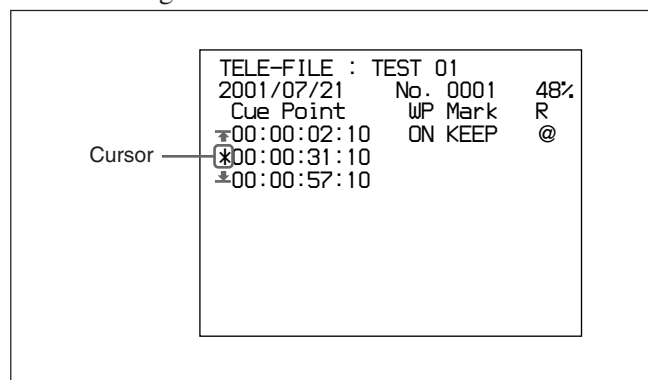 TELE-FILE : TEST 01
2001/07/21 No. 0001 48%
Cue Point WP Mark R
00:00:02:10 ON KEEP @
Cursor *00:00:31:10
00:00:57:10